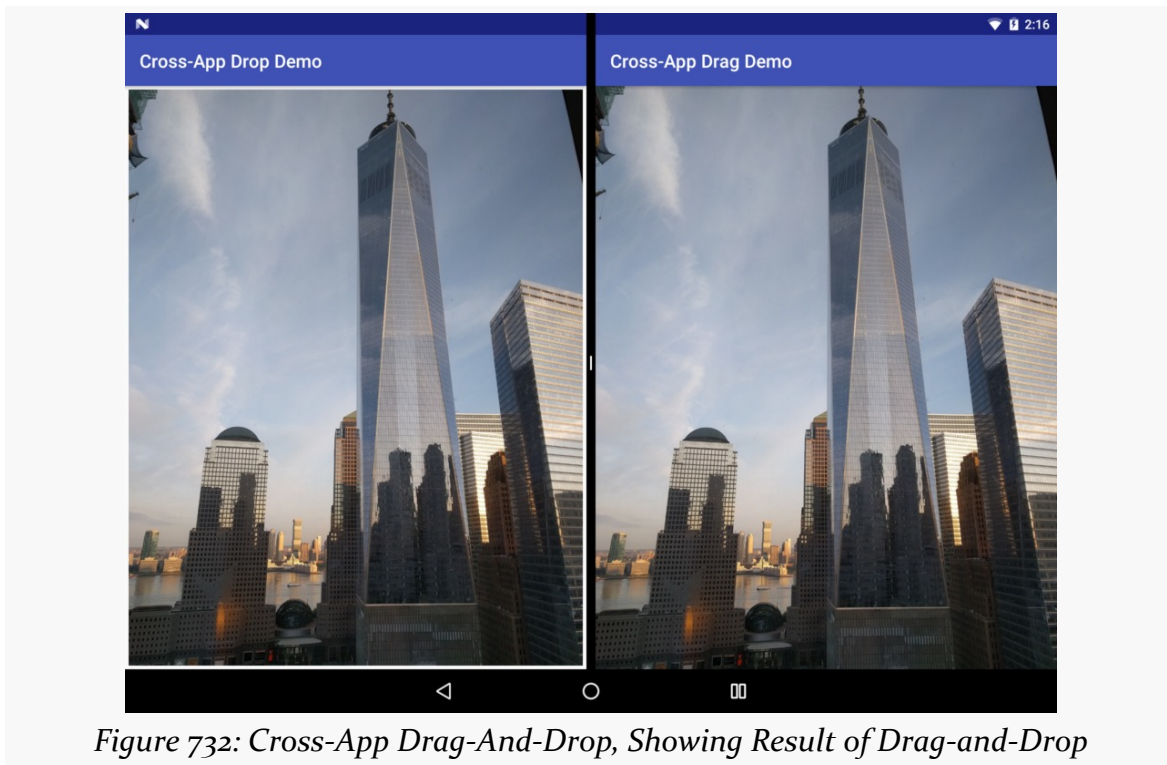 2:16
Cross-App Drop Demo
Cross-App Drag Demo
Figure 732: Cross-App Drag-And-Drop, Showing Result of Drag-and-Drop